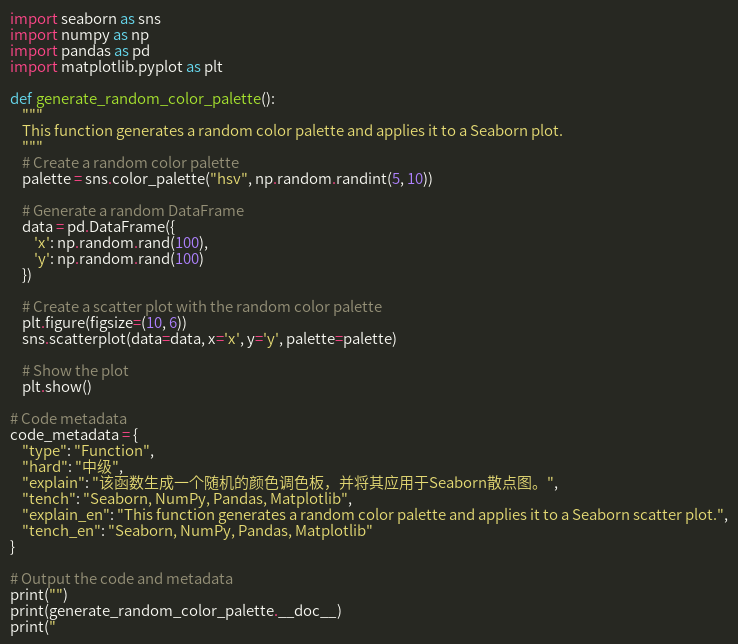 import seaborn as sns
import numpy as np
import pandas as pd
import matplotlib.pyplot as plt

def generate_random_color_palette():
    """
    This function generates a random color palette and applies it to a Seaborn plot.
    """
    # Create a random color palette
    palette = sns.color_palette("hsv", np.random.randint(5, 10))

    # Generate a random DataFrame
    data = pd.DataFrame({
        'x': np.random.rand(100),
        'y': np.random.rand(100)
    })

    # Create a scatter plot with the random color palette
    plt.figure(figsize=(10, 6))
    sns.scatterplot(data=data, x='x', y='y', palette=palette)

    # Show the plot
    plt.show()

# Code metadata
code_metadata = {
    "type": "Function",
    "hard": "中级",
    "explain": "该函数生成一个随机的颜色调色板，并将其应用于Seaborn散点图。",
    "tench": "Seaborn, NumPy, Pandas, Matplotlib",
    "explain_en": "This function generates a random color palette and applies it to a Seaborn scatter plot.",
    "tench_en": "Seaborn, NumPy, Pandas, Matplotlib"
}

# Output the code and metadata
print("")
print(generate_random_color_palette.__doc__)
print("